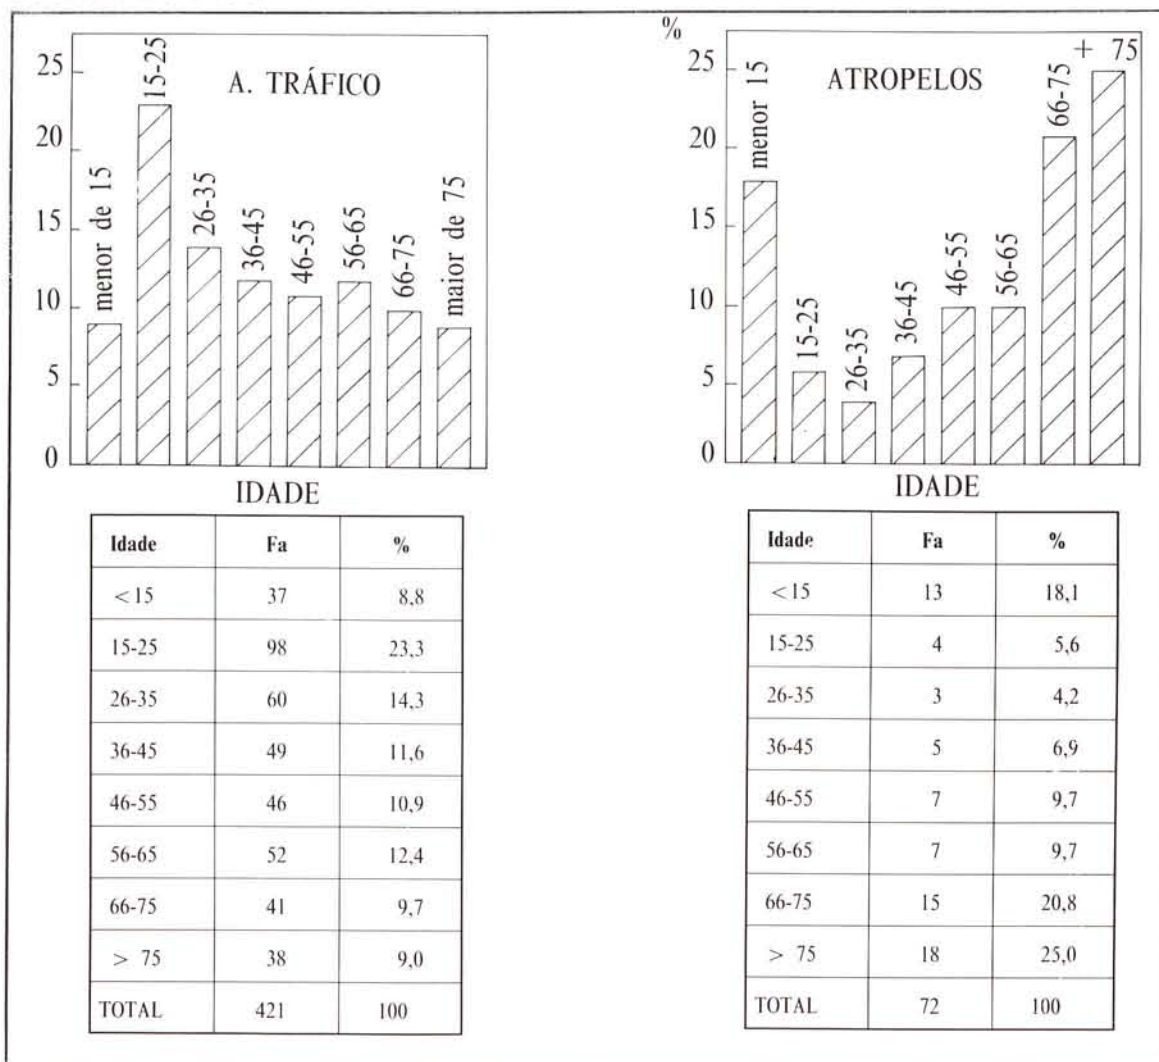 A. TRÁFICO
25
20
15
10
5
0
menor de 15
15-25
26-35
36-45
46-55
56-65
66-75
maior de 75
IDADE
Idade Fa %
<15 37 8,8
15-25 98 23,3
26-35 60 14,3
36-45 49 11,6
46-55 46 10,9
56-65 52 12,4
66-75 41 9,7
> 75 38 9,0
TOTAL 421 100
%
ATROPELOS
25
20
15
10
5
0
menor 15
15-25
26-35
36-45
46-55
56-65
66-75
+ 75
IDADE
Idade Fa %
<15 13 18,1
15-25 4 5,6
26-35 3 4,2
36-45 5 6,9
46-55 7 9,7
56-65 7 9,7
66-75 15 20,8
> 75 18 25,0
TOTAL 72 100